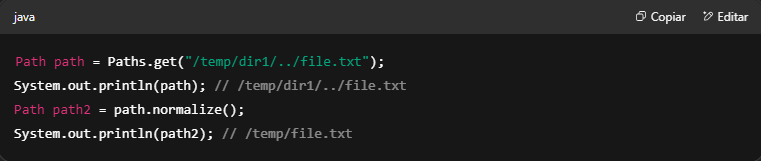 java Copiar Editar
Path path = Paths.get("/temp/dir1/../file.txt");
System.out.println(path); // /temp/dir1/../file.txt
Path path2 = path.normalize();
System.out.println(path2); // /temp/file.txt